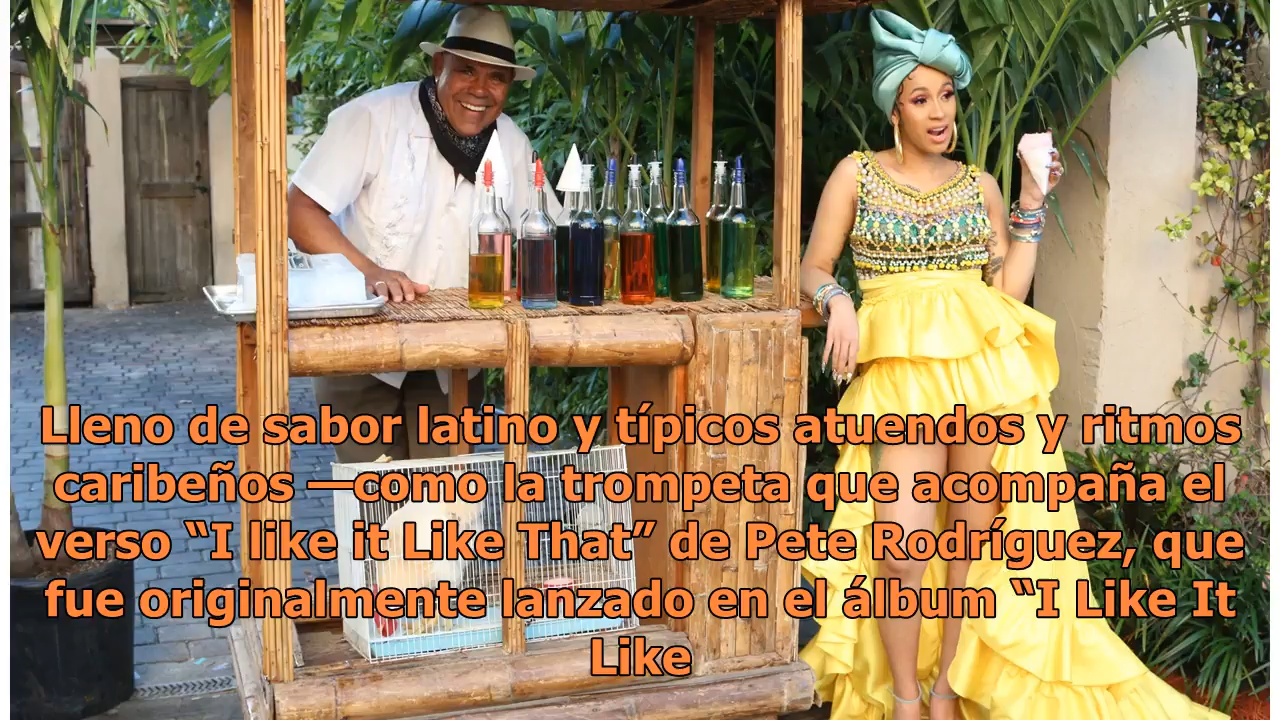 Lleno de sabor latino y típicos atuendos y ritmos
caribeños —como la trompeta que acompaña el
verso “I like it Like That” de Pete Rodríguez, que
fue originalmente lanzado en el álbum “I Like It
Like